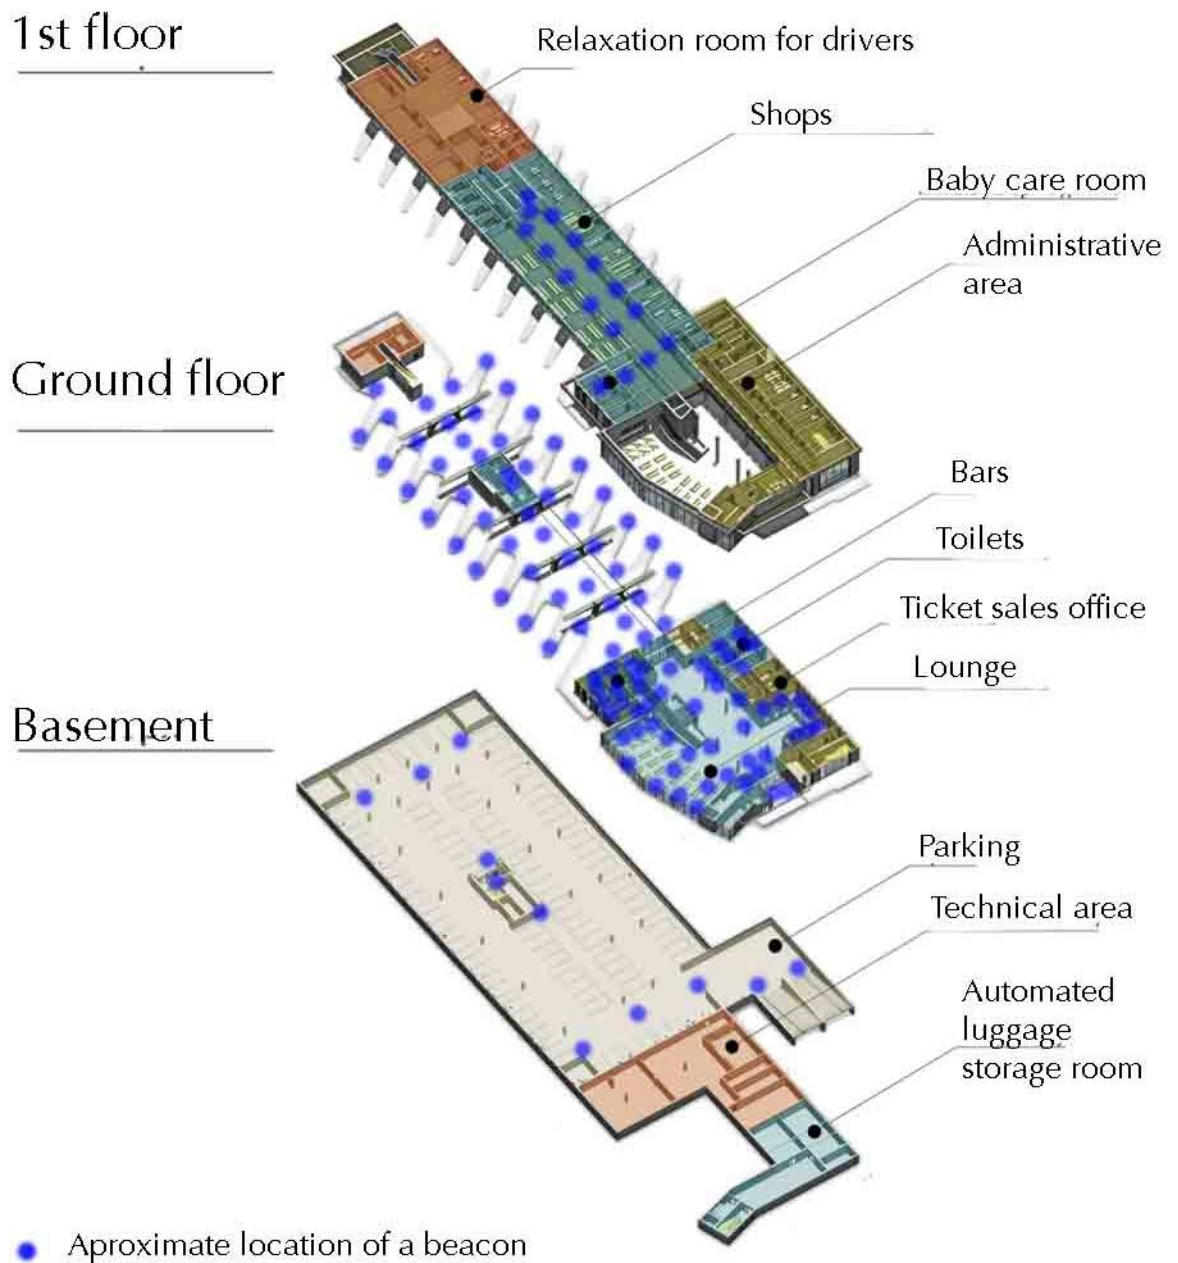 1st floor
Relaxation room for drivers
Shops
Baby care room
Administrative
area
Ground floor
Bars
Toilets
Ticket sales office
Lounge
Basement
Parking
Technical area
Automated
luggage
storage room
Aproximate location of a beacon